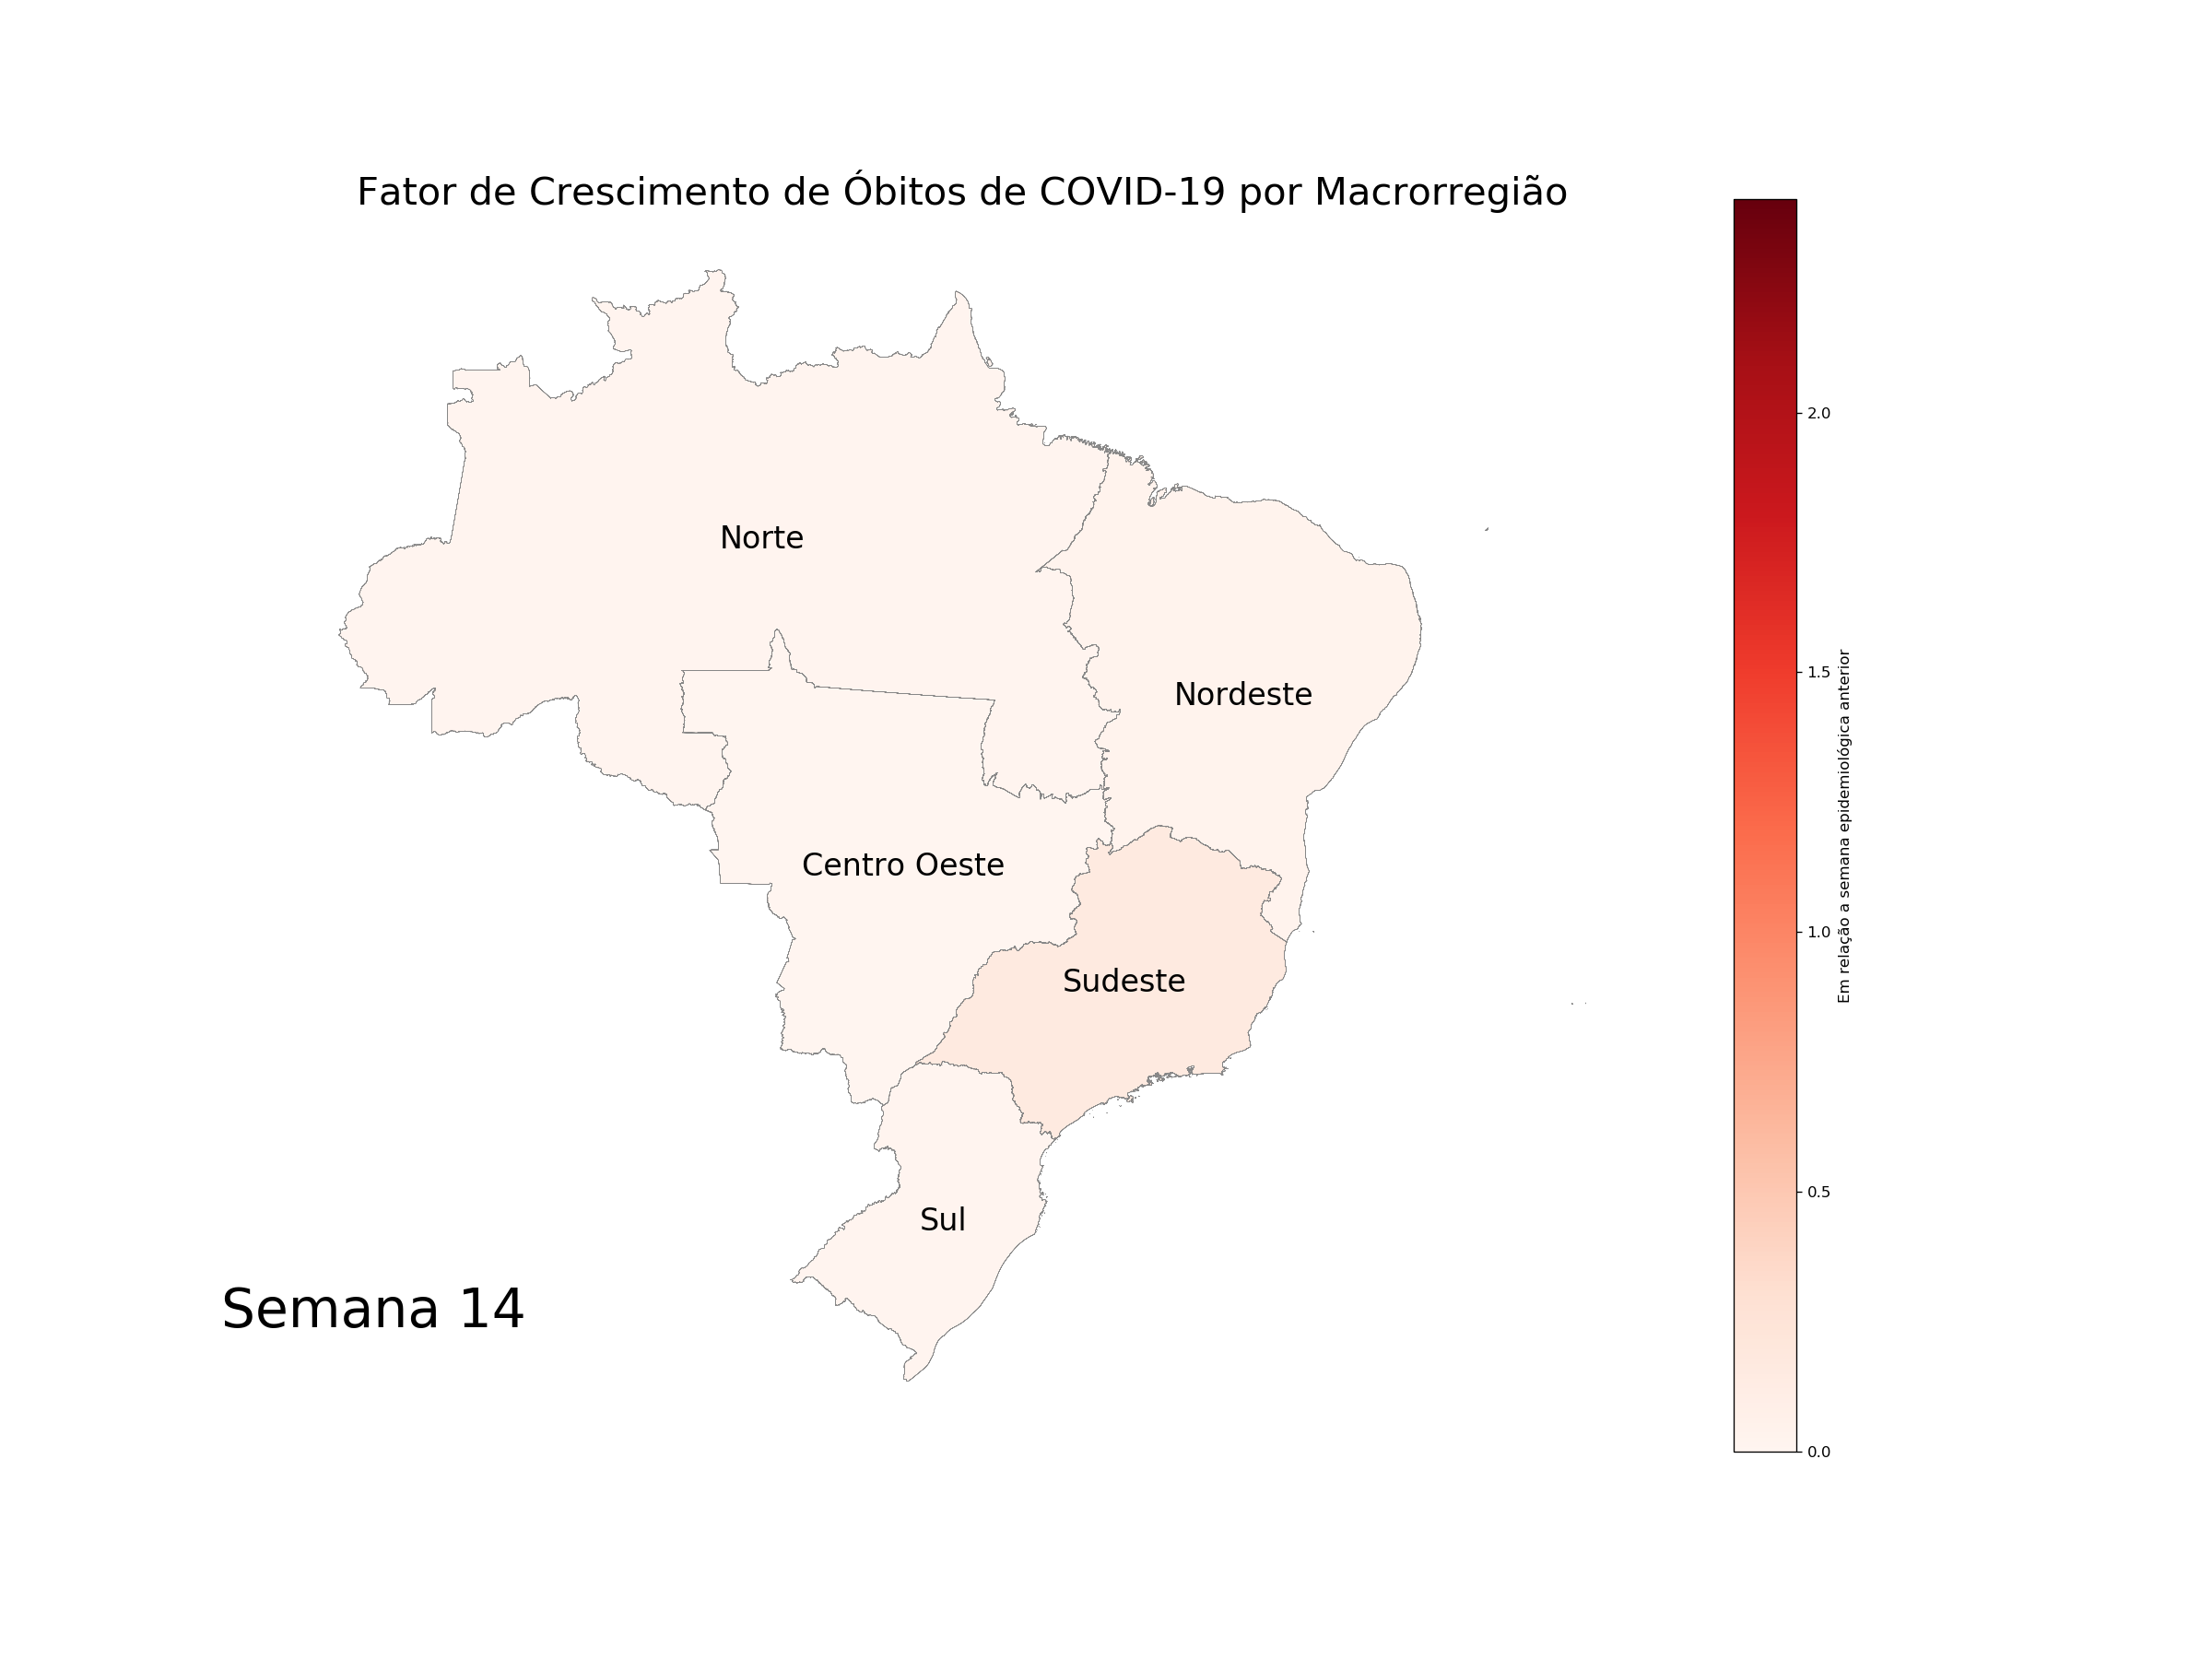 Fator de Crescimento de Óbitos de COVID-19 por Macrorregião
Norte
Nordeste
Centro Oeste
Sudeste
Sul
Semana 14
2.0
1.5
1.0
0.5
0.0
Em relação a semana epidemiológica anterior